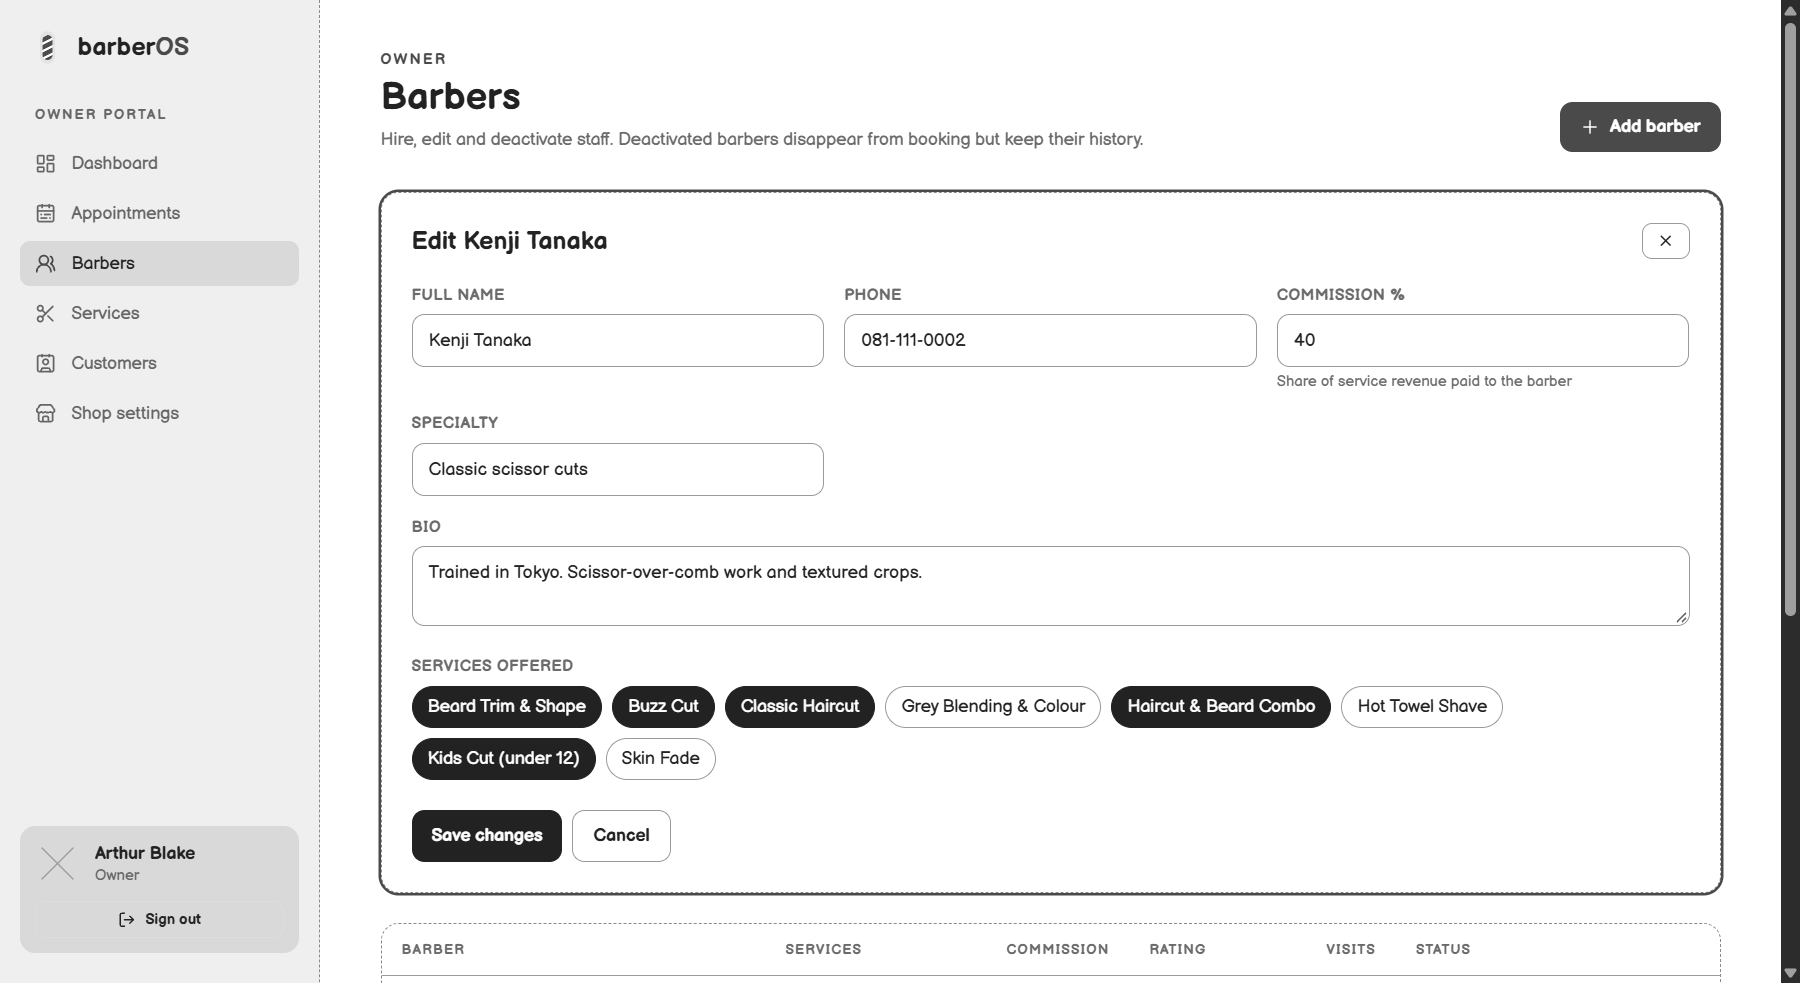 barberOS
OWNER PORTAL
Dashboard
Appointments
Barbers
Services
Customers
Shop settings
Arthur Blake
Owner
Sign out
OWNER
Barbers
Hire, edit and deactivate staff. Deactivated barbers disappear from booking but keep their history.
Add barber
Edit Kenji Tanaka
FULL NAME PHONE COMMISSION %
Kenji Tanaka 081-111-0002 40
Share of service revenue paid to the barber
SPECIALTY
Classic scissor cuts
BIO
Trained in Tokyo. Scissor-over-comb work and textured crops.
SERVICES OFFERED
Beard Trim & Shape Buzz Cut Classic Haircut Grey Blending & Colour Haircut & Beard Combo Hot Towel Shave
Kids Cut (under 12) Skin Fade
Save changes Cancel
BARBER SERVICES COMMISSION RATING VISITS STATUS